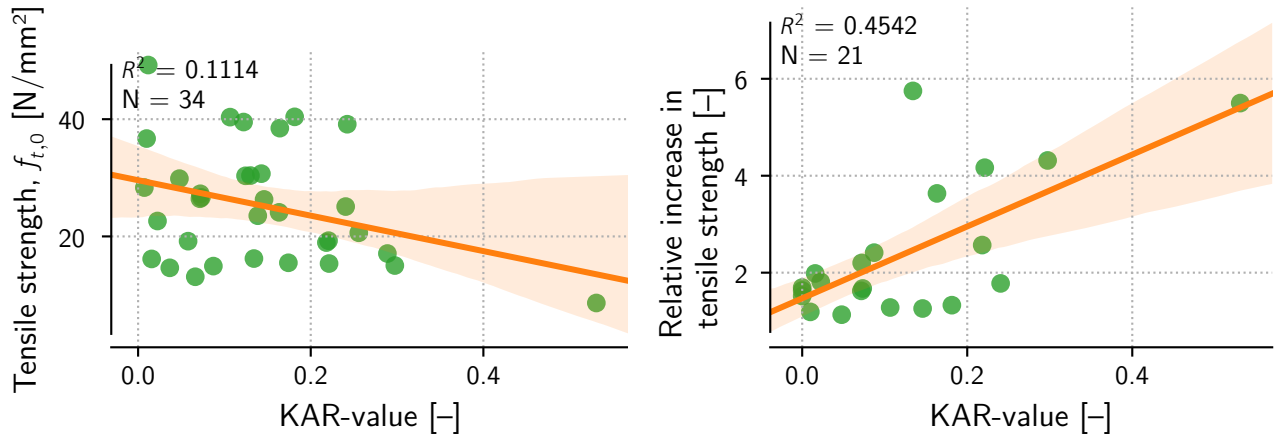 Tensile strength, f_{t,0} [N/mm²]
R² = 0.1114
N = 34
40
20
0.0 0.2 0.4
KAR-value [–]
Relative increase in
tensile strength [–]
R² = 0.4542
N = 21
6
4
2
0.0 0.2 0.4
KAR-value [–]